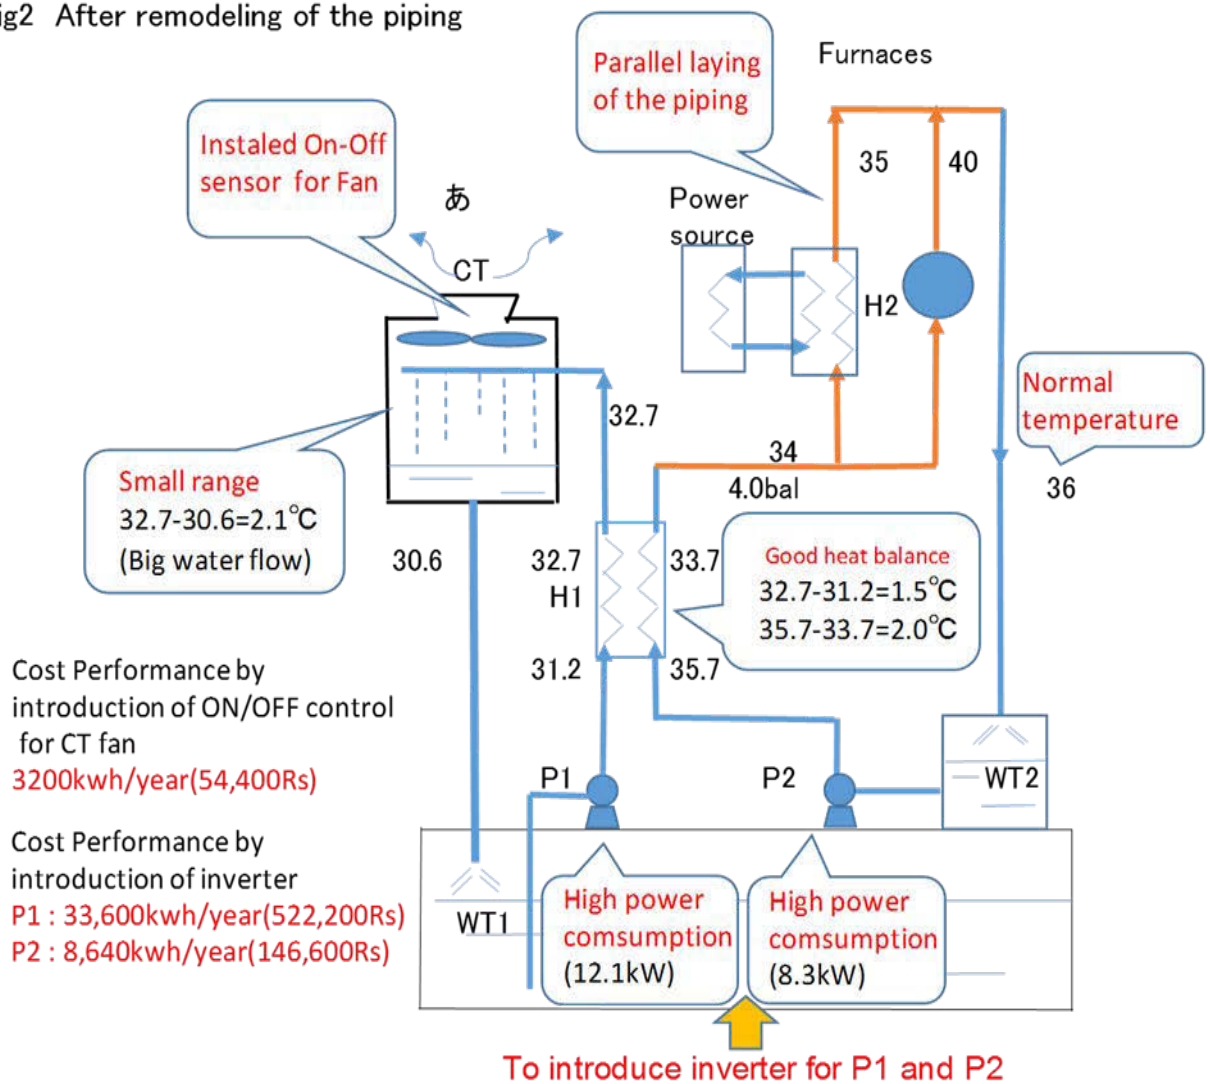 ig2 After remodeling of the piping
Parallel laying
of the piping
Furnaces
Instaled On-Off
sensor for Fan
あ
CT
35
40
Power
source
H2
Normal
temperature
36
32.7
34
4.0bal
Small range
32.7-30.6=2.1℃
(Big water flow)
30.6
32.7
H1
33.7
31.2
35.7
Good heat balance
32.7-31.2=1.5℃
35.7-33.7=2.0℃
Cost Performance by
introduction of ON/OFF control
for CT fan
3200kwh/year(54,400Rs)
P1
P2
WT2
Cost Performance by
introduction of inverter
P1 : 33,600kwh/year(522,200Rs)
P2 : 8,640kwh/year(146,600Rs)
WT1
High power
comsumption
(12.1kW)
High power
comsumption
(8.3kW)
To introduce inverter for P1 and P2